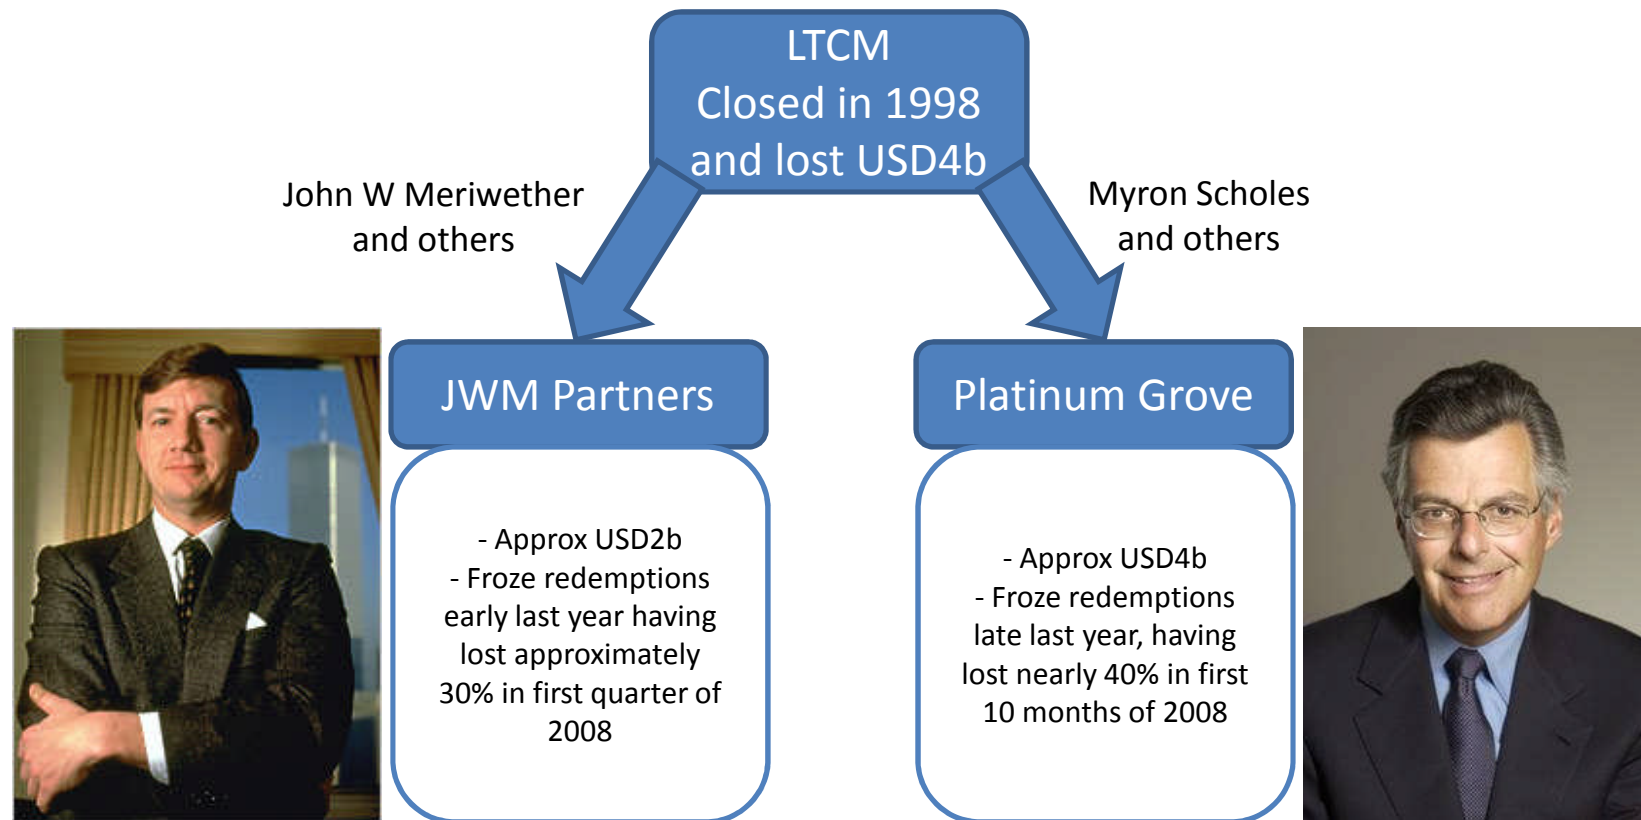 LTCM
Closed in 1998
and lost USD4b
John W Meriwether
and others
Myron Scholes
and others
JWM Partners
- Approx USD2b
- Froze redemptions
early last year having
lost approximately
30% in first quarter of
2008
Platinum Grove
- Approx USD4b
- Froze redemptions
late last year, having
lost nearly 40% in first
10 months of 2008